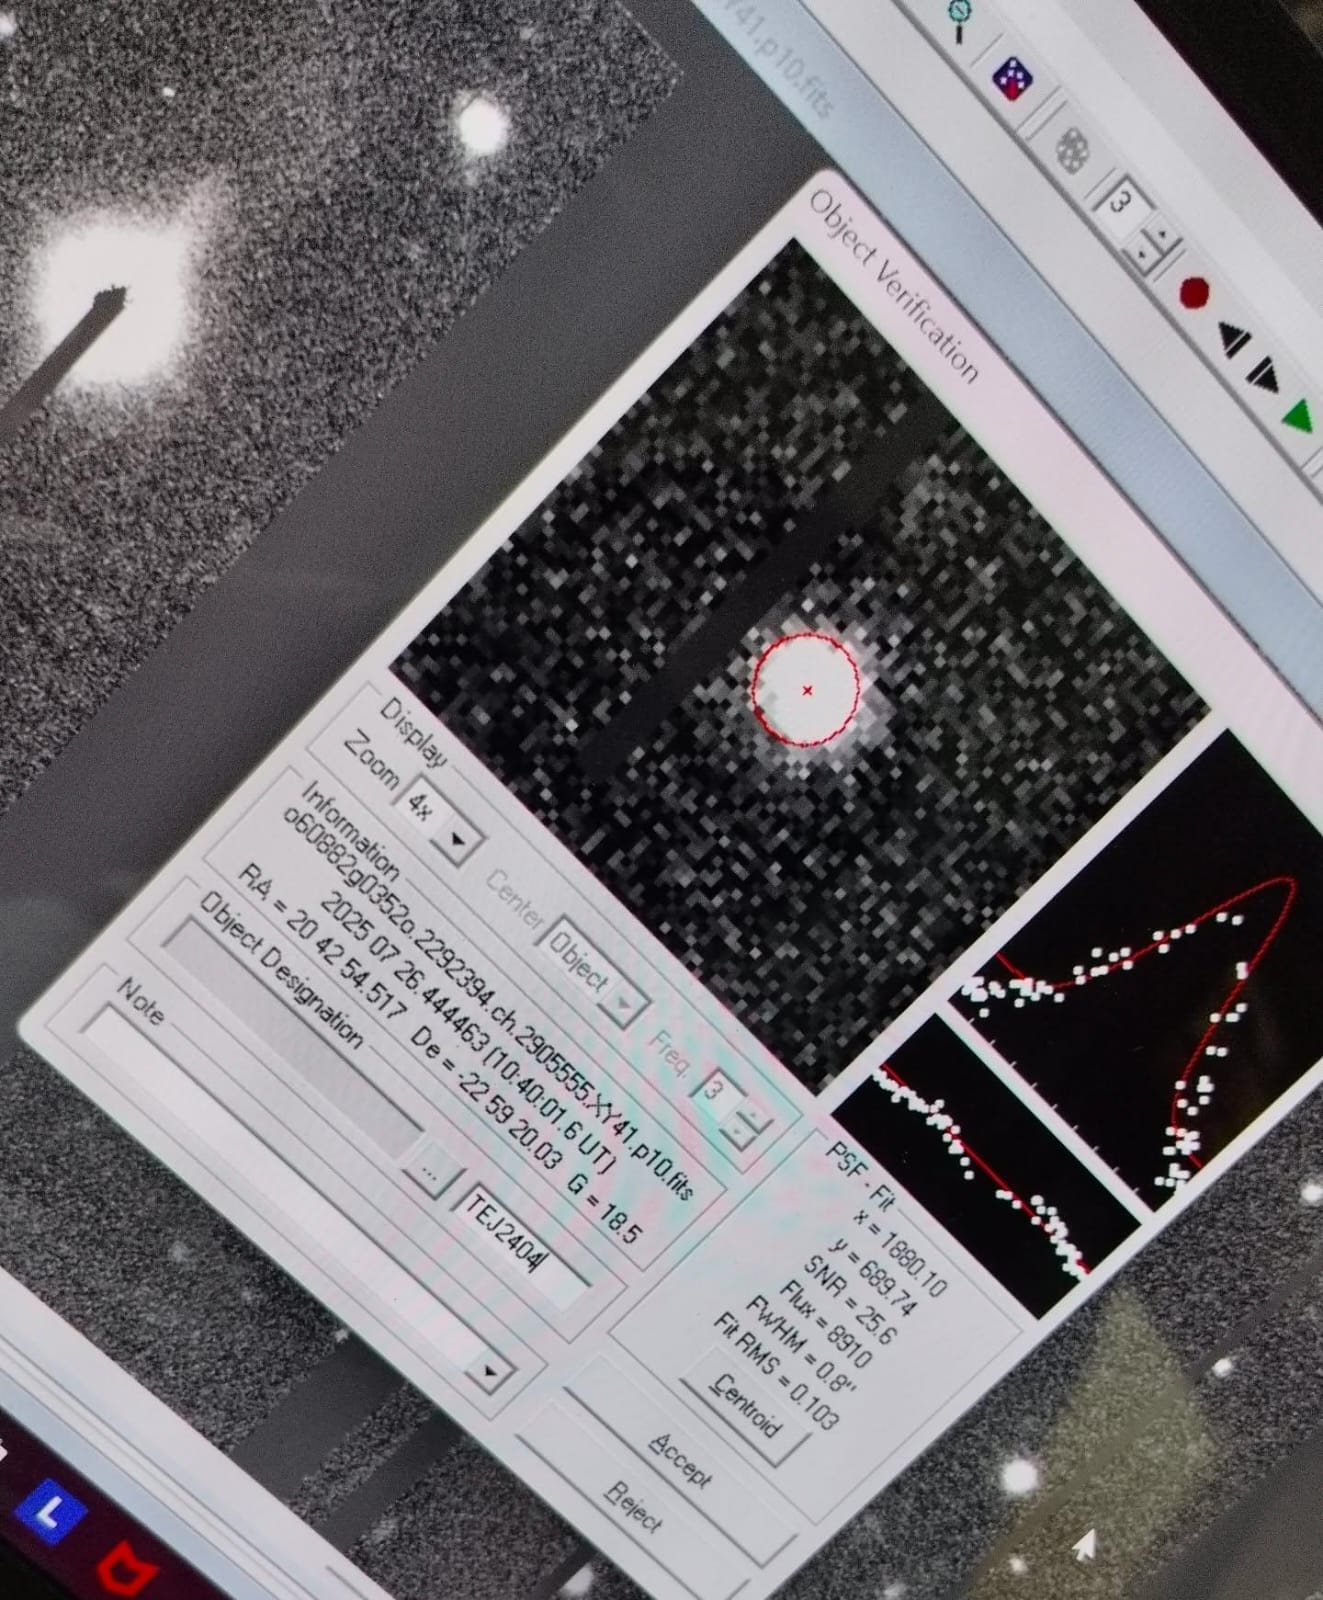 Y41.p10.fits
3
Object Verification
Display
Zoom 4x Center Object Freq. 3
Information
o60882g0352o.2292394.ch.2905555.XY41.p10.fits
2025 07 26.444463 (10:40:01.6 UT)
RA = 20 42 54.517 De = -22 59 20.03 G = 18.5
Object Designation
... TEJ2404
Note
PSF - Fit
x = 1880.10
y = 689.74
SNR = 25.6
Flux = 8910
FWHM = 0.8"
Fit RMS = 0.103
Centroid
Accept
Reject
L